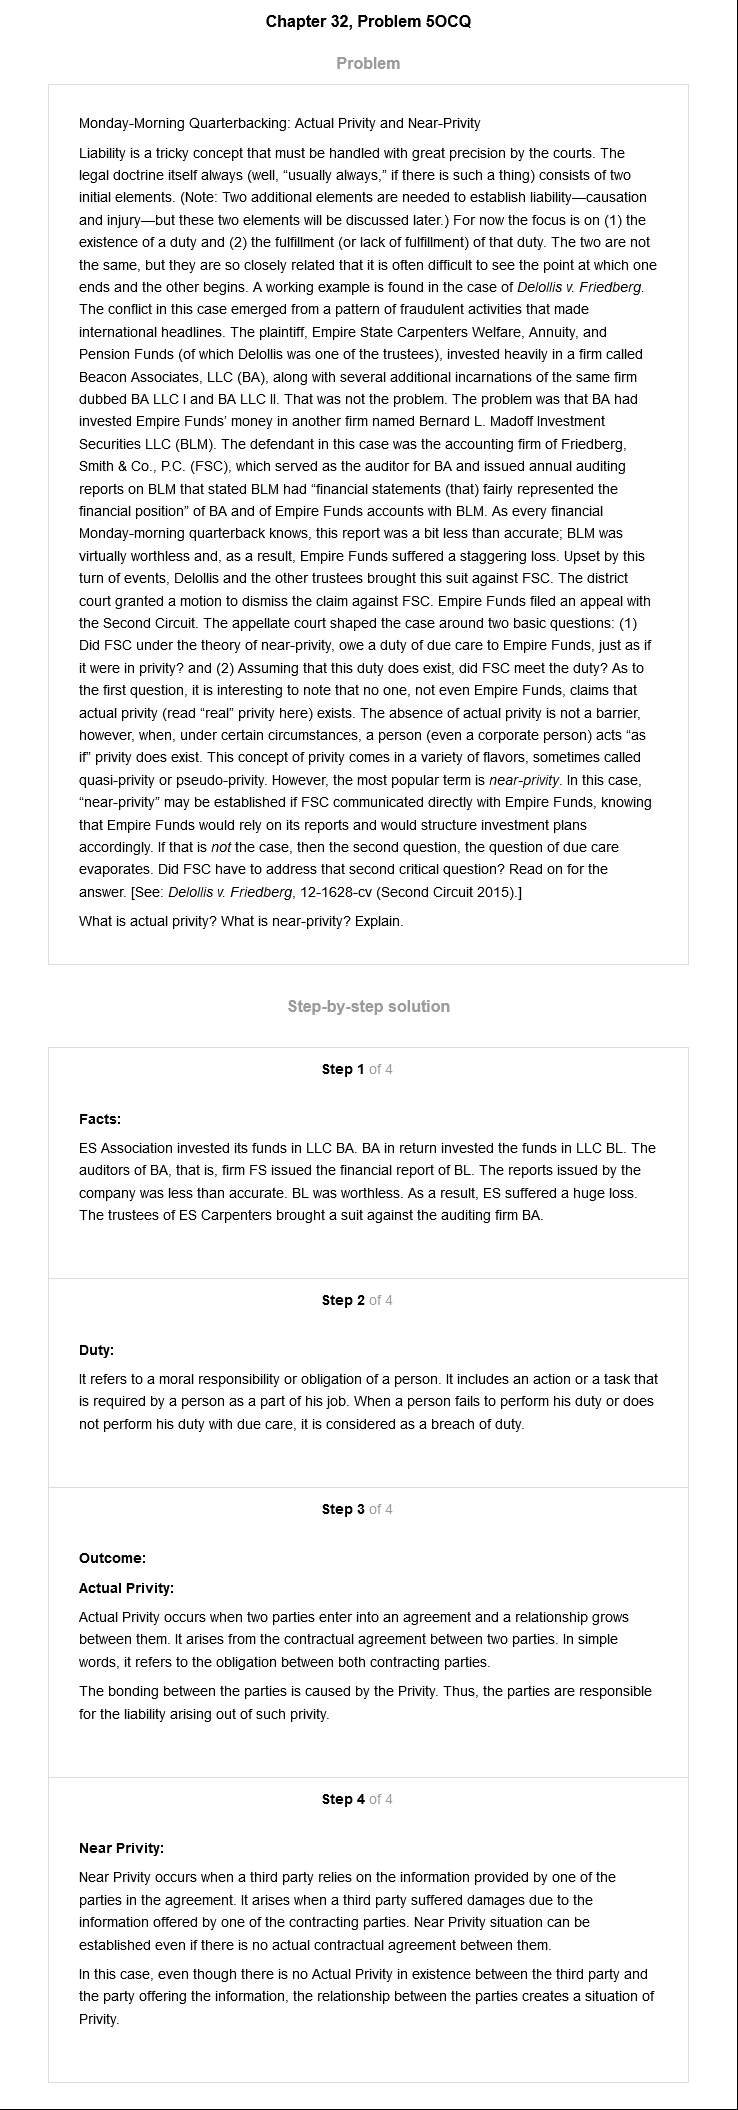 Chapter 32, Problem 5OCQ
Problem
Monday-Morning Quarterbacking: Actual Privity and Near-Privity
Liability is a tricky concept that must be handled with great precision by the courts. The
legal doctrine itself always (well, “usually always,” if there is such a thing) consists of two
initial elements. (Note: Two additional elements are needed to establish liability—causation
and injury—but these two elements will be discussed later.) For now the focus is on (1) the
existence of a duty and (2) the fulfillment (or lack of fulfillment) of that duty. The two are not
the same, but they are so closely related that it is often difficult to see the point at which one
ends and the other begins. A working example is found in the case of Delollis v. Friedberg.
The conflict in this case emerged from a pattern of fraudulent activities that made
international headlines. The plaintiff, Empire State Carpenters Welfare, Annuity, and
Pension Funds (of which Delollis was one of the trustees), invested heavily in a firm called
Beacon Associates, LLC (BA), along with several additional incarnations of the same firm
dubbed BA LLC I and BA LLC II. That was not the problem. The problem was that BA had
invested Empire Funds’ money in another firm named Bernard L. Madoff Investment
Securities LLC (BLM). The defendant in this case was the accounting firm of Friedberg,
Smith & Co., P.C. (FSC), which served as the auditor for BA and issued annual auditing
reports on BLM that stated BLM had “financial statements (that) fairly represented the
financial position” of BA and of Empire Funds accounts with BLM. As every financial
Monday-morning quarterback knows, this report was a bit less than accurate; BLM was
virtually worthless and, as a result, Empire Funds suffered a staggering loss. Upset by this
turn of events, Delollis and the other trustees brought this suit against FSC. The district
court granted a motion to dismiss the claim against FSC. Empire Funds filed an appeal with
the Second Circuit. The appellate court shaped the case around two basic questions: (1)
Did FSC under the theory of near-privity, owe a duty of due care to Empire Funds, just as if
it were in privity? and (2) Assuming that this duty does exist, did FSC meet the duty? As to
the first question, it is interesting to note that no one, not even Empire Funds, claims that
actual privity (read “real” privity here) exists. The absence of actual privity is not a barrier,
however, when, under certain circumstances, a person (even a corporate person) acts “as
if” privity does exist. This concept of privity comes in a variety of flavors, sometimes called
quasi-privity or pseudo-privity. However, the most popular term is near-privity. In this case,
“near-privity” may be established if FSC communicated directly with Empire Funds, knowing
that Empire Funds would rely on its reports and would structure investment plans
accordingly. If that is not the case, then the second question, the question of due care
evaporates. Did FSC have to address that second critical question? Read on for the
answer. [See: Delollis v. Friedberg, 12-1628-cv (Second Circuit 2015).]
What is actual privity? What is near-privity? Explain.
Step-by-step solution
Step 1 of 4
Facts:
ES Association invested its funds in LLC BA. BA in return invested the funds in LLC BL. The
auditors of BA, that is, firm FS issued the financial report of BL. The reports issued by the
company was less than accurate. BL was worthless. As a result, ES suffered a huge loss.
The trustees of ES Carpenters brought a suit against the auditing firm BA.
Step 2 of 4
Duty:
It refers to a moral responsibility or obligation of a person. It includes an action or a task that
is required by a person as a part of his job. When a person fails to perform his duty or does
not perform his duty with due care, it is considered as a breach of duty.
Step 3 of 4
Outcome:
Actual Privity:
Actual Privity occurs when two parties enter into an agreement and a relationship grows
between them. It arises from the contractual agreement between two parties. In simple
words, it refers to the obligation between both contracting parties.
The bonding between the parties is caused by the Privity. Thus, the parties are responsible
for the liability arising out of such privity.
Step 4 of 4
Near Privity:
Near Privity occurs when a third party relies on the information provided by one of the
parties in the agreement. It arises when a third party suffered damages due to the
information offered by one of the contracting parties. Near Privity situation can be
established even if there is no actual contractual agreement between them.
In this case, even though there is no Actual Privity in existence between the third party and
the party offering the information, the relationship between the parties creates a situation of
Privity.